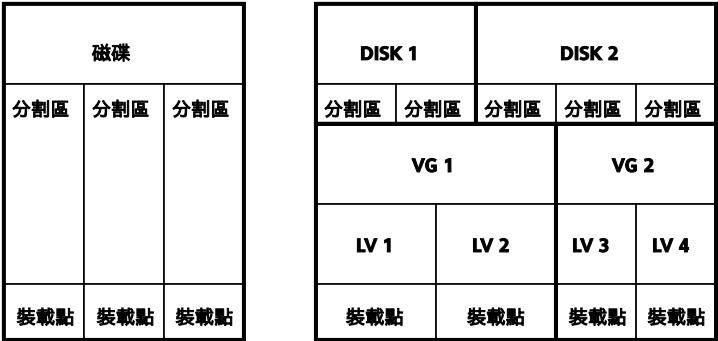 磁碟
分割區 分割區 分割區
裝載點 裝載點 裝載點
DISK 1 DISK 2
分割區 分割區 分割區 分割區 分割區
VG 1 VG 2
LV 1 LV 2 LV 3 LV 4
裝載點 裝載點 裝載點 裝載點